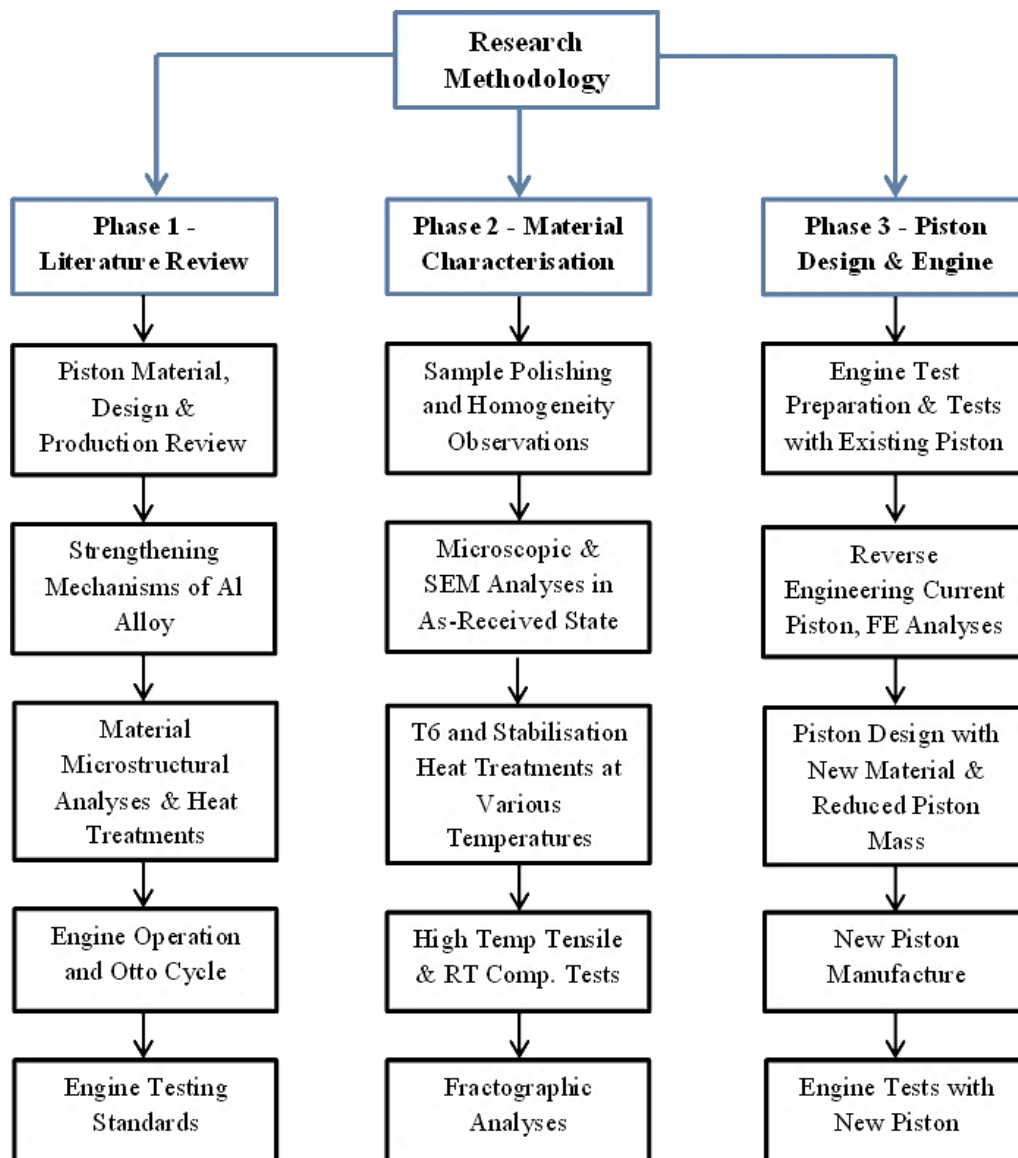 Research
Methodology
Phase 1 -
Literature Review
Piston Material,
Design &
Production Review
Strengthening
Mechanisms of Al
Alloy
Material
Microstructural
Analyses & Heat
Treatments
Engine Operation
and Otto Cycle
Engine Testing
Standards
Phase 2 - Material
Characterisation
Sample Polishing
and Homogeneity
Observations
Microscopic &
SEM Analyses in
As-Received State
T6 and Stabilisation
Heat Treatments at
Various
Temperatures
High Temp Tensile
& RT Comp. Tests
Fractographic
Analyses
Phase 3 - Piston
Design & Engine
Engine Test
Preparation & Tests
with Existing Piston
Reverse
Engineering Current
Piston, FE Analyses
Piston Design with
New Material &
Reduced Piston
Mass
New Piston
Manufacture
Engine Tests with
New Piston